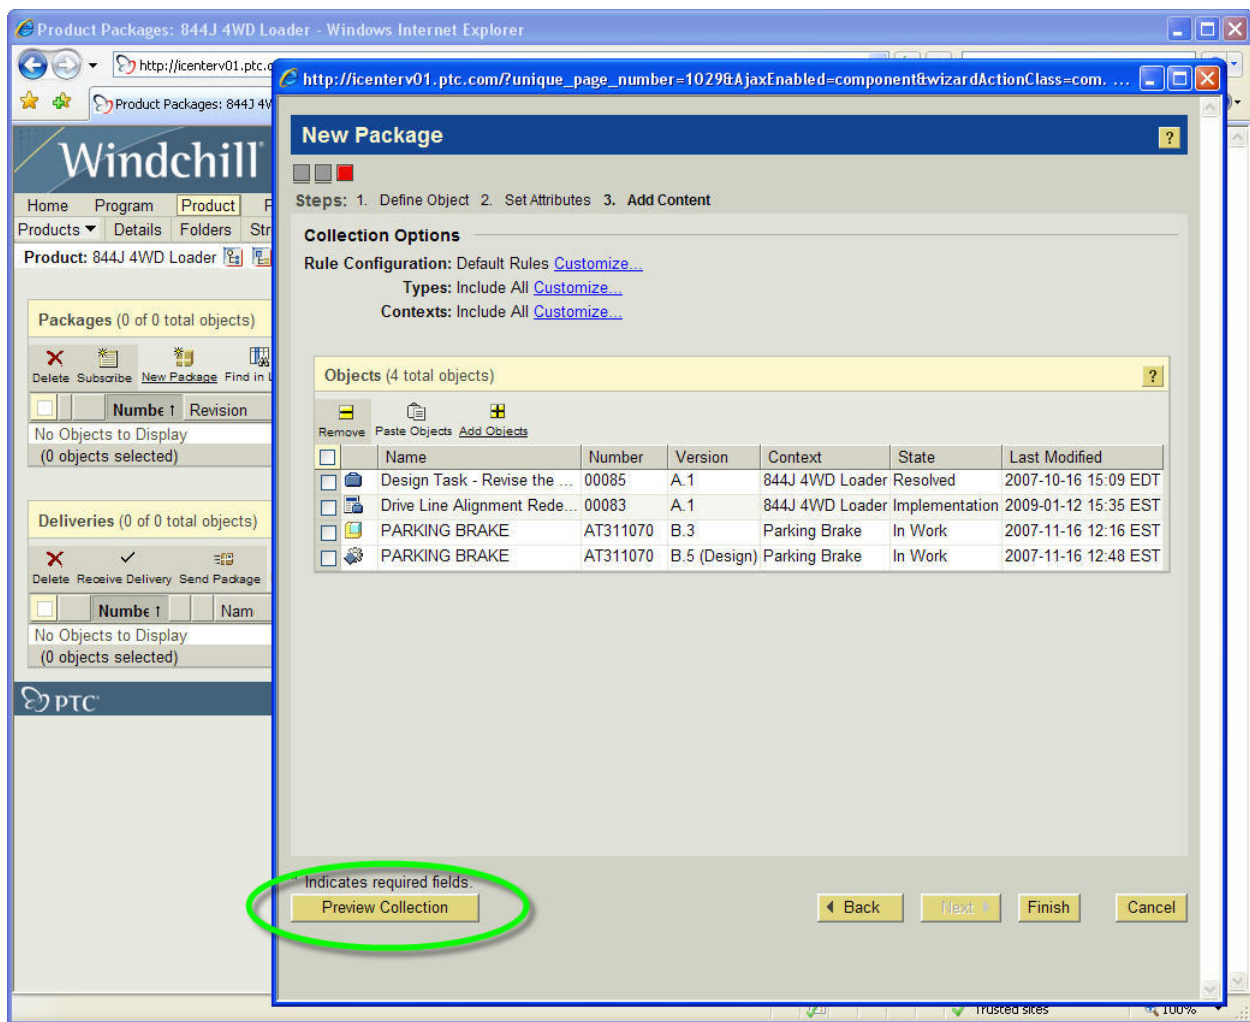 Product Packages: 844J 4WD Loader - Windows Internet Explorer
http://icenterv01.ptc.c
http://icenterv01.ptc.com/?unique_page_number=1029&AjaxEnabled=component&wizardActionClass=com. ...
Product Packages: 844J 4W
Windchill
Home Program Product
Products Details Folders Str
Product: 844J 4WD Loader
Packages (0 of 0 total objects)
Delete Subscribe New Package Find in L
Numbe Revision
No Objects to Display
(0 objects selected)
Deliveries (0 of 0 total objects)
Delete Receive Delivery Send Package
Numbe Nam
No Objects to Display
(0 objects selected)
PTC
New Package ?
Steps: 1. Define Object 2. Set Attributes 3. Add Content
Collection Options
Rule Configuration: Default Rules Customize...
Types: Include All Customize...
Contexts: Include All Customize...
Objects (4 total objects) ?
Remove Paste Objects Add Objects
Name Number Version Context State Last Modified
Design Task - Revise the ... 00085 A.1 844J 4WD Loader Resolved 2007-10-16 15:09 EDT
Drive Line Alignment Rede... 00083 A.1 844J 4WD Loader Implementation 2009-01-12 15:35 EST
PARKING BRAKE AT311070 B.3 Parking Brake In Work 2007-11-16 12:16 EST
PARKING BRAKE AT311070 B.5 (Design) Parking Brake In Work 2007-11-16 12:48 EST
* Indicates required fields.
Preview Collection Back Next Finish Cancel
Trusted sites 100%